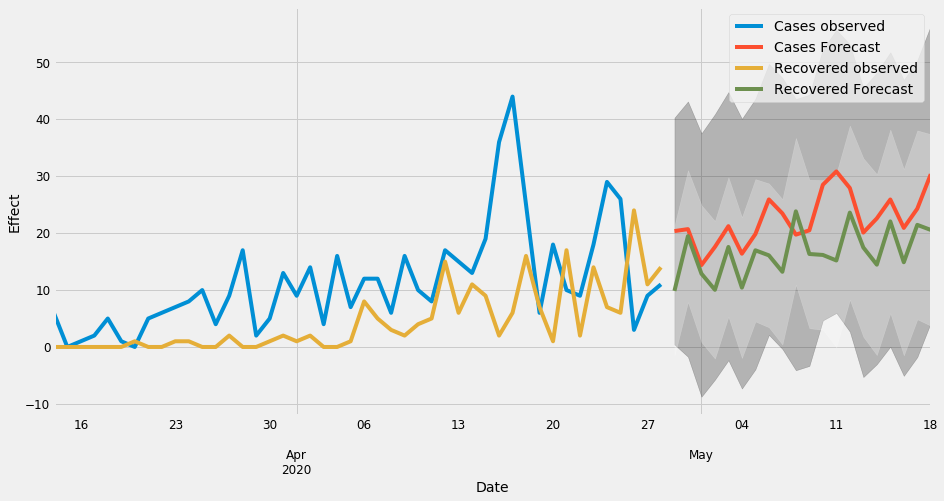 Cases observed
Cases Forecast
Recovered observed
Recovered Forecast
Effect
50
40
30
20
10
0
−10
16 23 30 06 13 20 27 04 11 18
Apr May
2020
Date